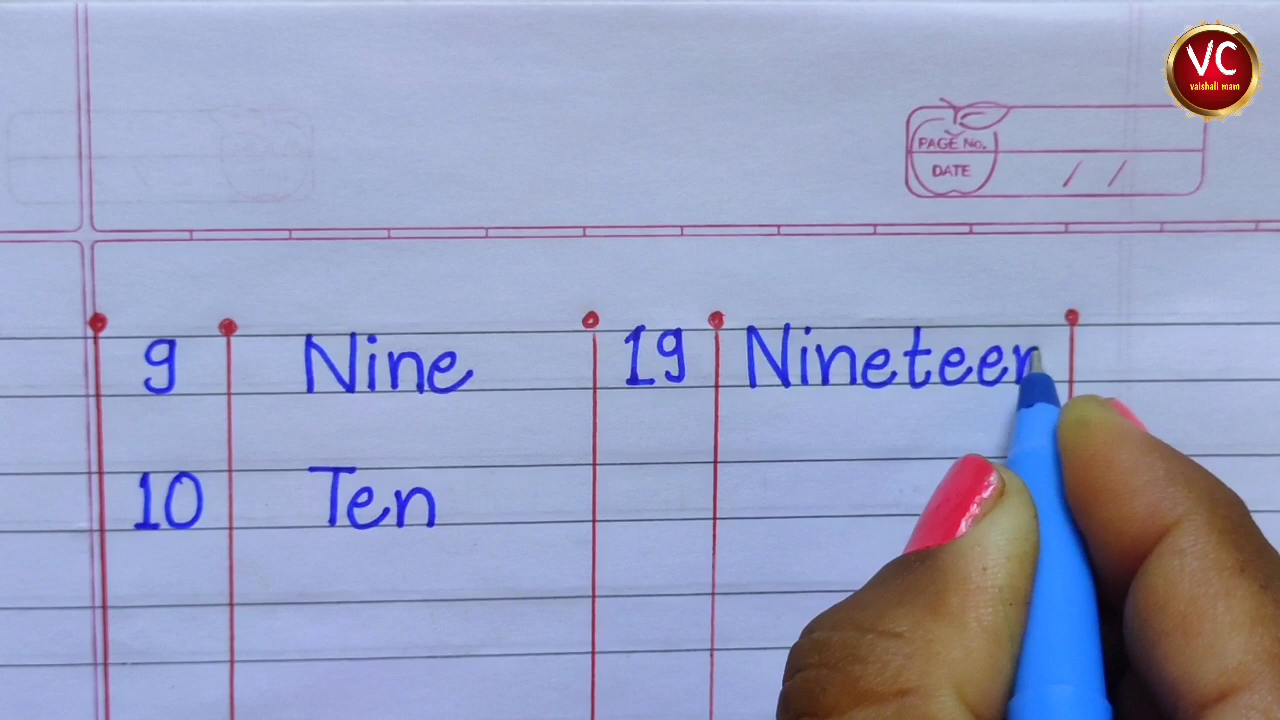 VC
vaishali mam
PAGE No.
DATE / /
9 Nine 19 Nineteen
10 Ten